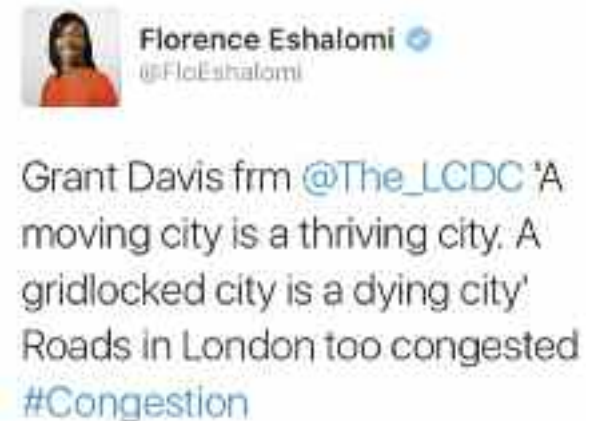 Florence Eshalomi
@FloEshalomi
Grant Davis frm @The_LCDC 'A
moving city is a thriving city. A
gridlocked city is a dying city'
Roads in London too congested
#Congestion